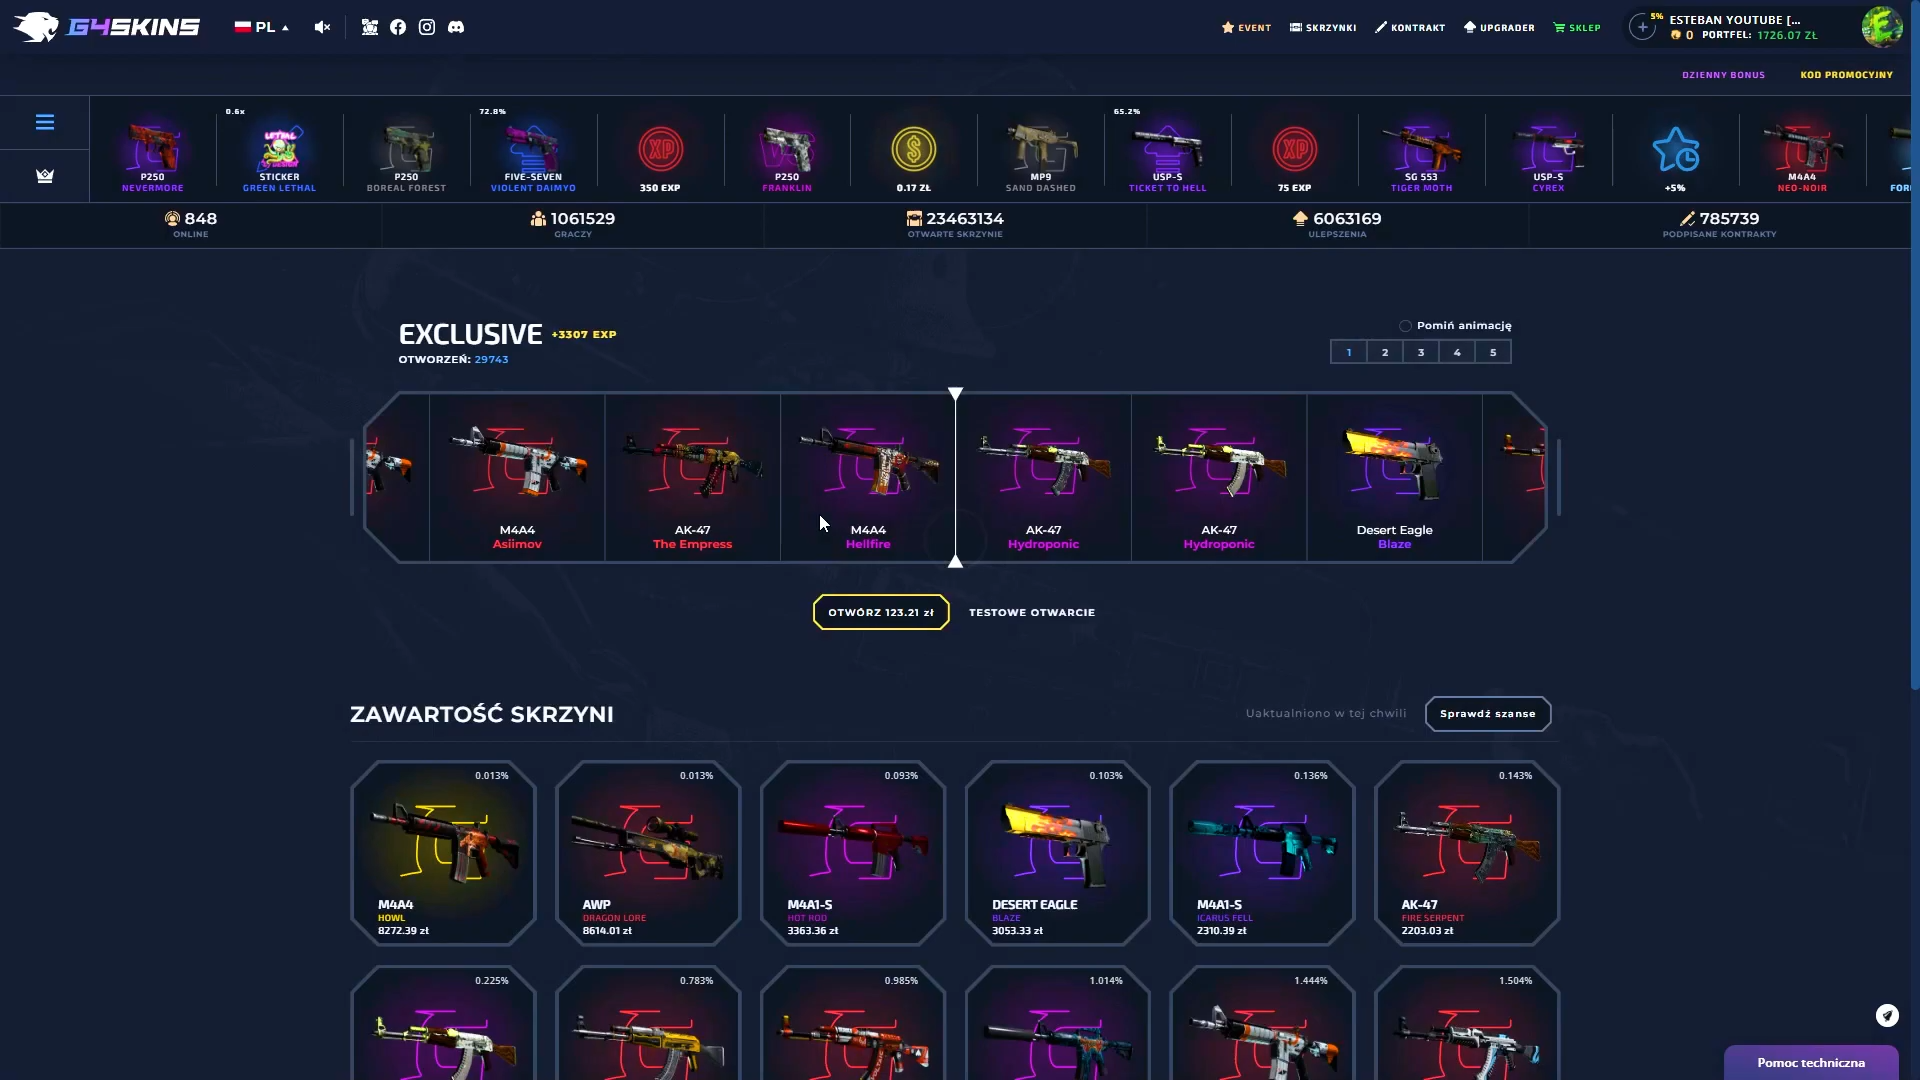 G4SKINS
PL
EVENT
SKRZYNKI
KONTRAKT
UPGRADER
SKLEP
5%
ESTEBAN YOUTUBE [...
0 PORTFEL: 1726.07 ZŁ
DZIENNY BONUS
KOD PROMOCYJNY
P250
NEVERMORE
0.6x
STICKER
GREEN LETHAL
P250
BOREAL FOREST
72.8%
FIVE-SEVEN
VIOLENT DAIMYO
XP
350 EXP
P250
FRANKLIN
$
0.17 ZŁ
MP9
SAND DASHED
65.2%
USP-S
TICKET TO HELL
XP
75 EXP
SG 553
TIGER MOTH
USP-S
CYREX
+5%
M4A4
NEO-NOIR
848
ONLINE
1061529
GRACZY
23463134
OTWARTE SKRZYNIE
6063169
ULEPSZENIA
785739
PODPISANE KONTRAKTY
EXCLUSIVE +3307 EXP
OTWORZEŃ: 29743
Pomiń animację
1 2 3 4 5
M4A4
Asiimov
AK-47
The Empress
M4A4
Hellfire
AK-47
Hydroponic
AK-47
Hydroponic
Desert Eagle
Blaze
OTWÓRZ 123.21 zł
TESTOWE OTWARCIE
ZAWARTOŚĆ SKRZYNI
Uaktualniono w tej chwili
Sprawdź szanse
0.013%
M4A4
HOWL
8272.39 zł
0.013%
AWP
DRAGON LORE
8614.01 zł
0.093%
M4A1-S
HOT ROD
3363.36 zł
0.103%
DESERT EAGLE
BLAZE
3053.33 zł
0.136%
M4A1-S
ICARUS FELL
2310.39 zł
0.143%
AK-47
FIRE SERPENT
2203.03 zł
0.225%
0.783%
0.985%
1.014%
1.444%
1.504%
Pomoc techniczna